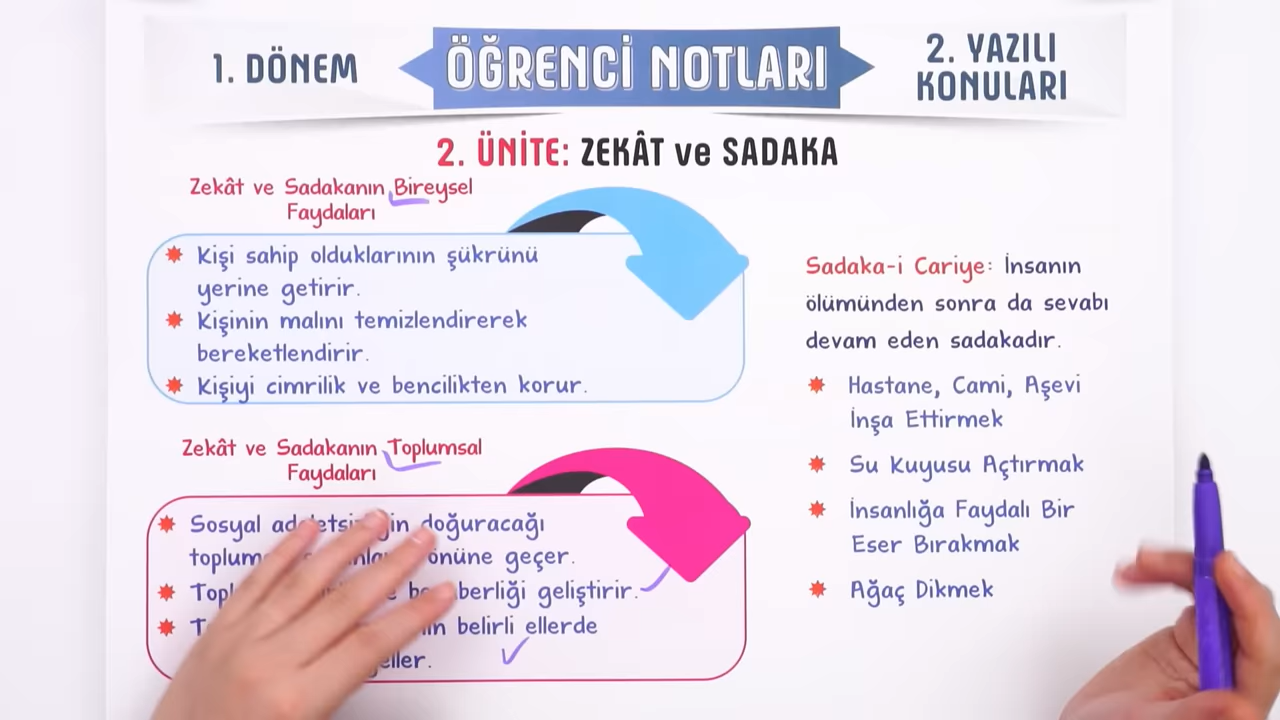 1. DÖNEM
ÖĞRENCİ NOTLARI
2. YAZILI
KONULARI
2. ÜNİTE: ZEKÂT ve SADAKA
Zekât ve Sadakanın Bireysel
Faydaları
Kişi sahip olduklarının şükrünü
yerine getirir.
Kişinin malını temizlendirerek
bereketlendirir.
Kişiyi cimrilik ve bencilikten korur.
Zekât ve Sadakanın Toplumsal
Faydaları
Sosyal doğuracağı
önüne geçer.
geliştirir.
belirli ellerde
Sadaka-i Cariye: İnsanın
ölümünden sonra da sevabı
devam eden sadakadır.
Hastane, Cami, Aşevi
İnşa Ettirmek
Su Kuyusu Açtırmak
İnsanlığa Faydalı Bir
Eser Bırakmak
Ağaç Dikmek